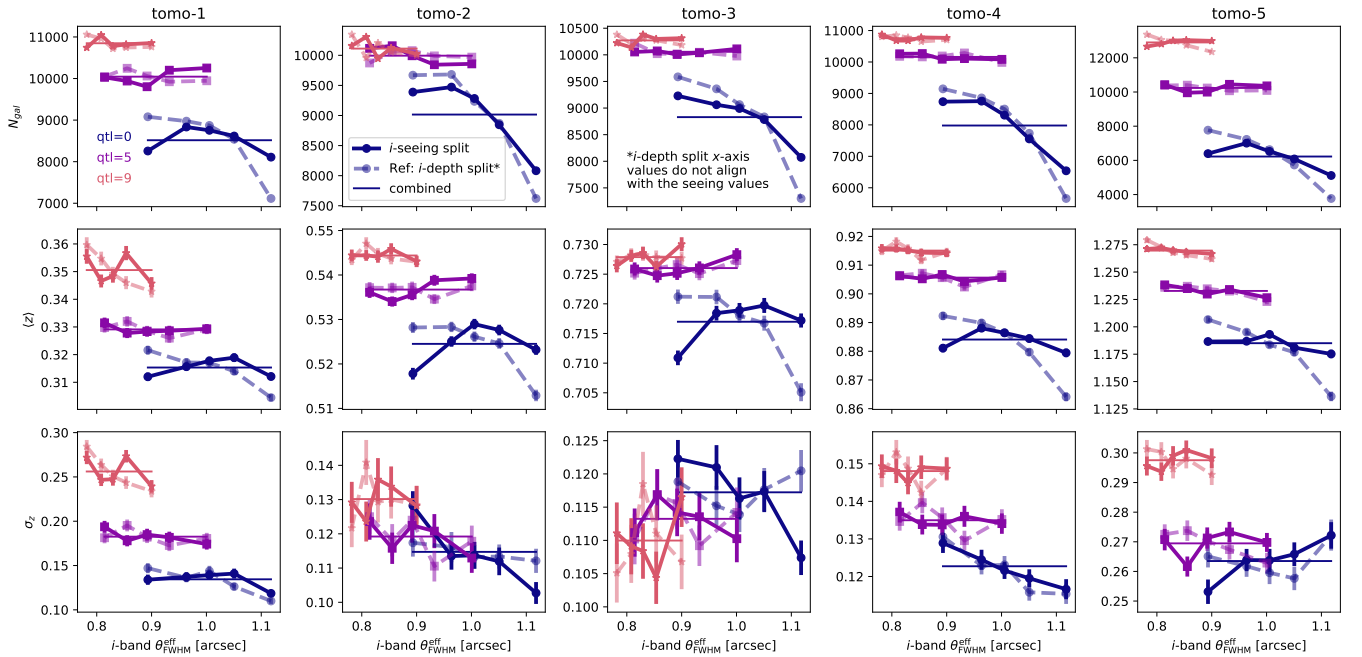 tomo-1 tomo-2 tomo-3 tomo-4 tomo-5
11000 10000 9000 8000 7000
N_gal
qtl=0
qtl=5
qtl=9
10000 9500 9000 8500 8000 7500
i-seeing split
Ref: i-depth split*
combined
10500 10000 9500 9000 8500 8000 7500
*i-depth split x-axis
values do not align
with the seeing values
11000 10000 9000 8000 7000 6000
12000 10000 8000 6000 4000
⟨z⟩
0.36 0.35 0.34 0.33 0.32 0.31
0.55 0.54 0.53 0.52 0.51
0.730 0.725 0.720 0.715 0.710 0.705
0.92 0.91 0.90 0.89 0.88 0.87 0.86
1.275 1.250 1.225 1.200 1.175 1.150 1.125
σ_z
0.30 0.25 0.20 0.15 0.10
0.14 0.13 0.12 0.11 0.10
0.125 0.120 0.115 0.110 0.105 0.100
0.15 0.14 0.13 0.12
0.30 0.29 0.28 0.27 0.26 0.25
0.8 0.9 1.0 1.1 0.8 0.9 1.0 1.1 0.8 0.9 1.0 1.1 0.8 0.9 1.0 1.1 0.8 0.9 1.0 1.1
i-band θ^eff_FWHM [arcsec] i-band θ^eff_FWHM [arcsec] i-band θ^eff_FWHM [arcsec] i-band θ^eff_FWHM [arcsec] i-band θ^eff_FWHM [arcsec]